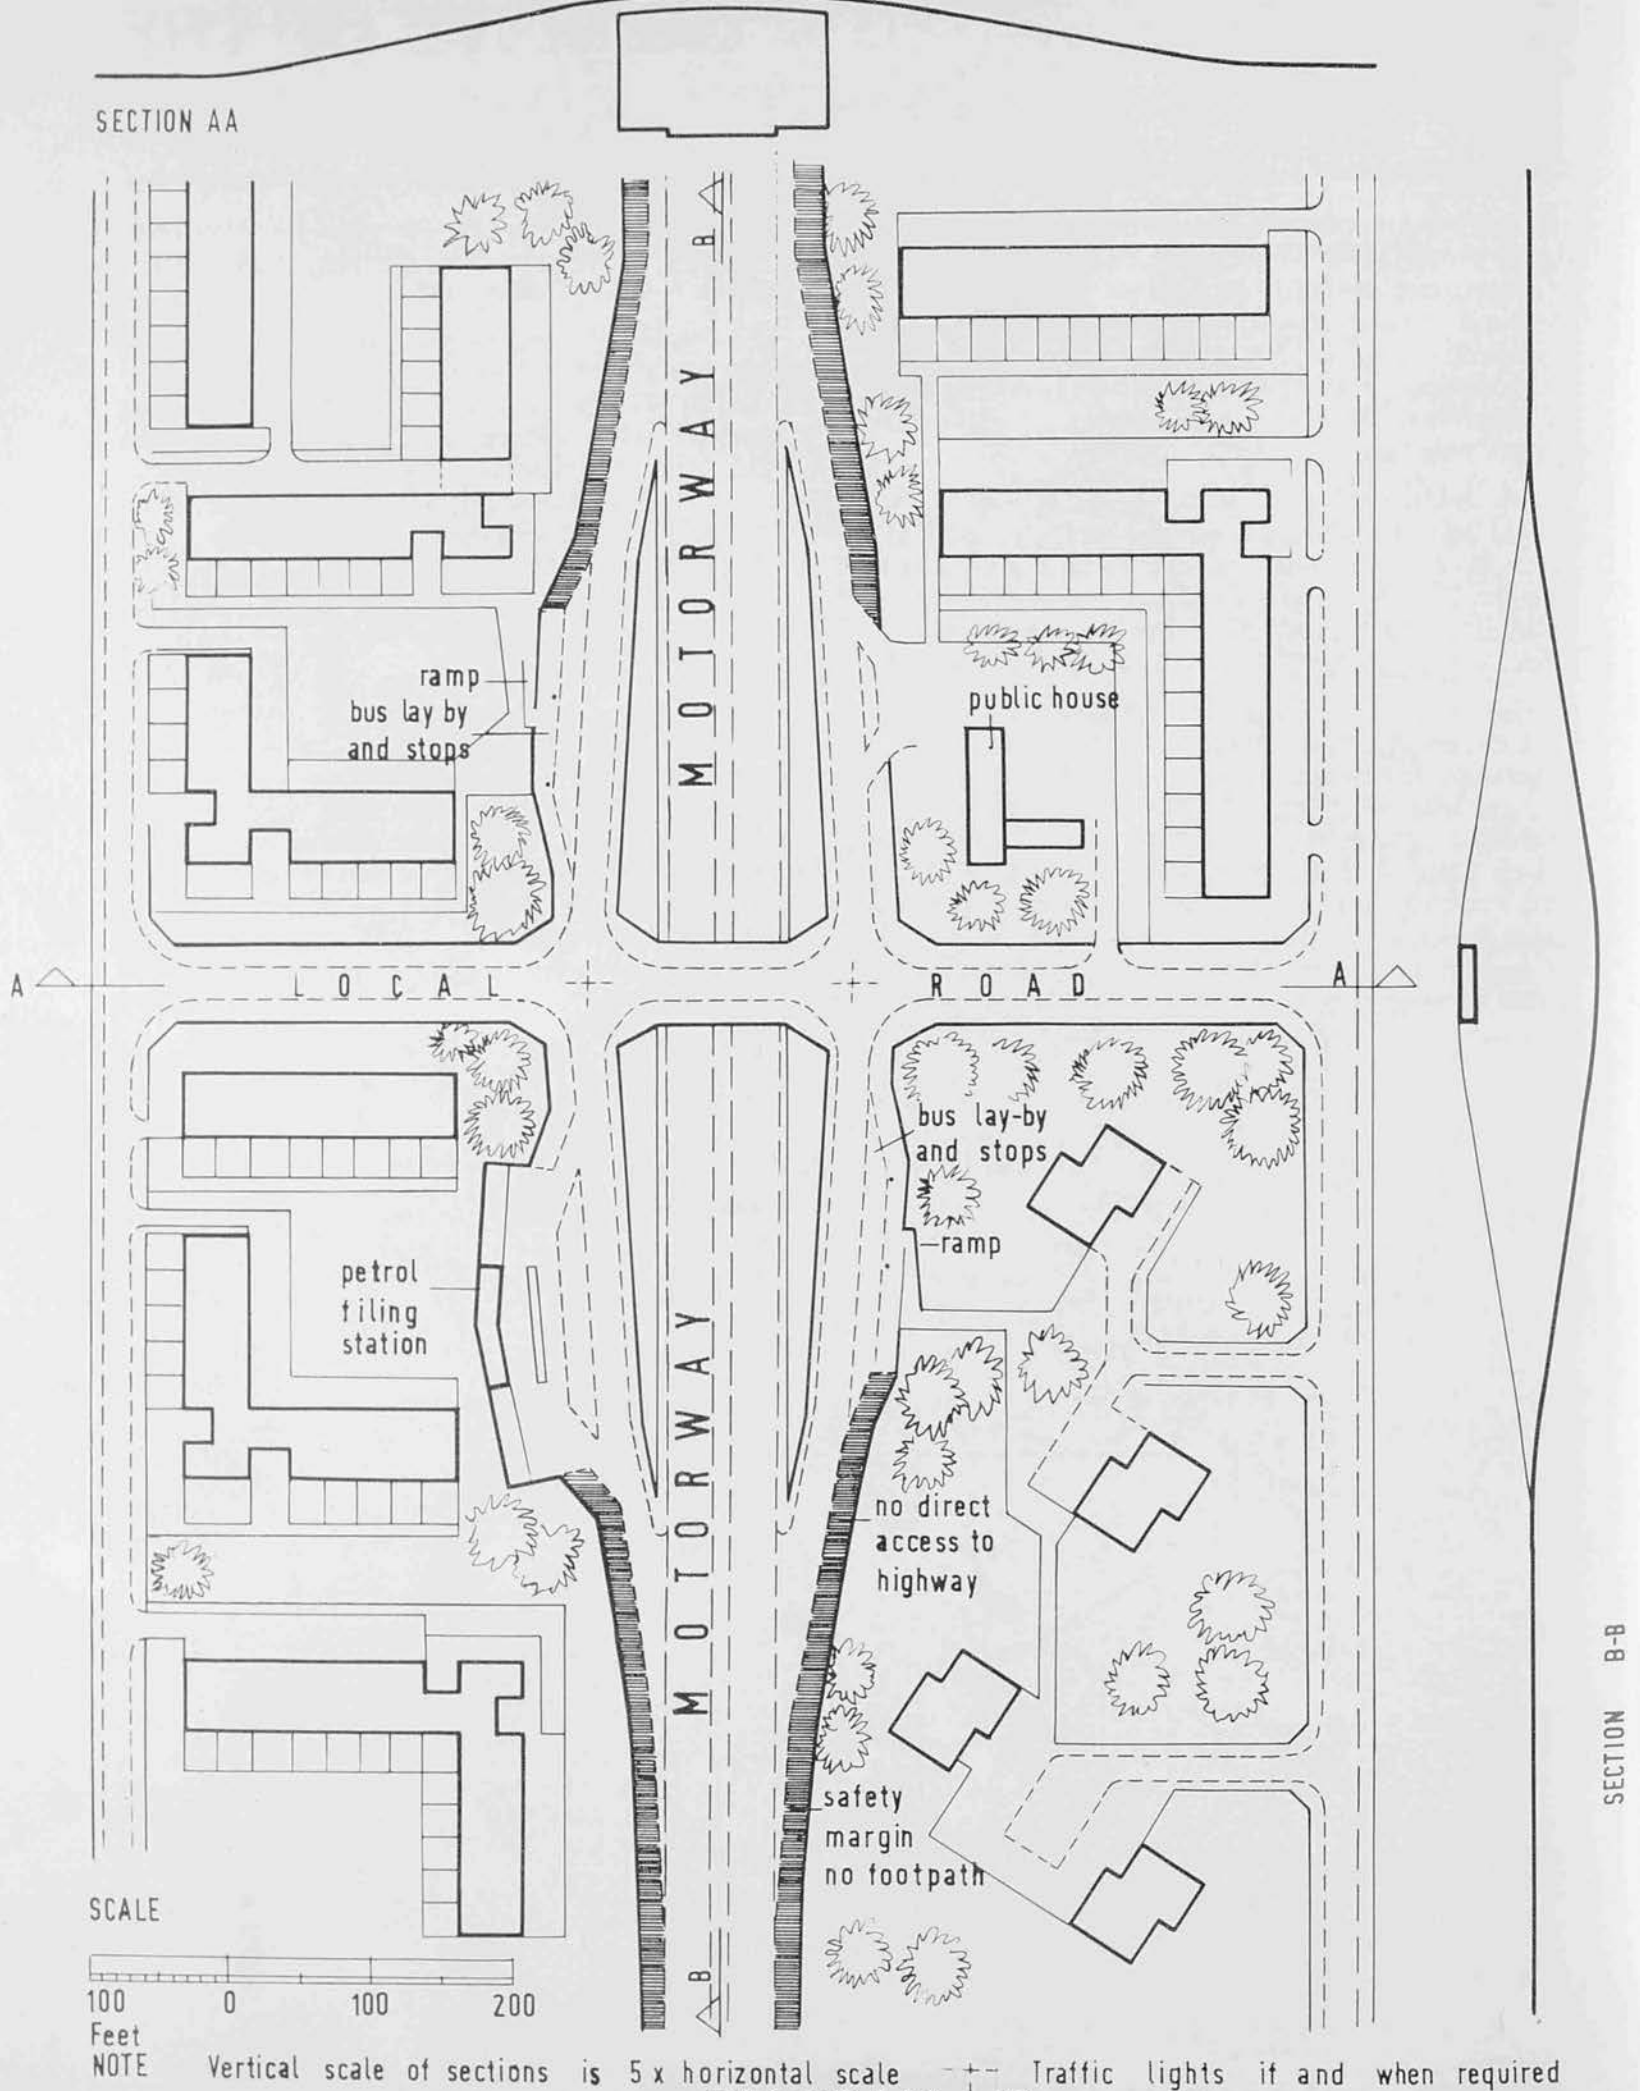 SECTION AA
B
MOTORWAY
ramp
bus lay by
and stops
public house
A
LOCAL ROAD
A
bus lay-by
and stops
ramp
petrol
filing
station
MOTORWAY
no direct
access to
highway
safety
margin
no footpath
B
SECTION B-B
SCALE
100 0 100 200
Feet
NOTE Vertical scale of sections is 5 x horizontal scale -+- Traffic lights if and when required